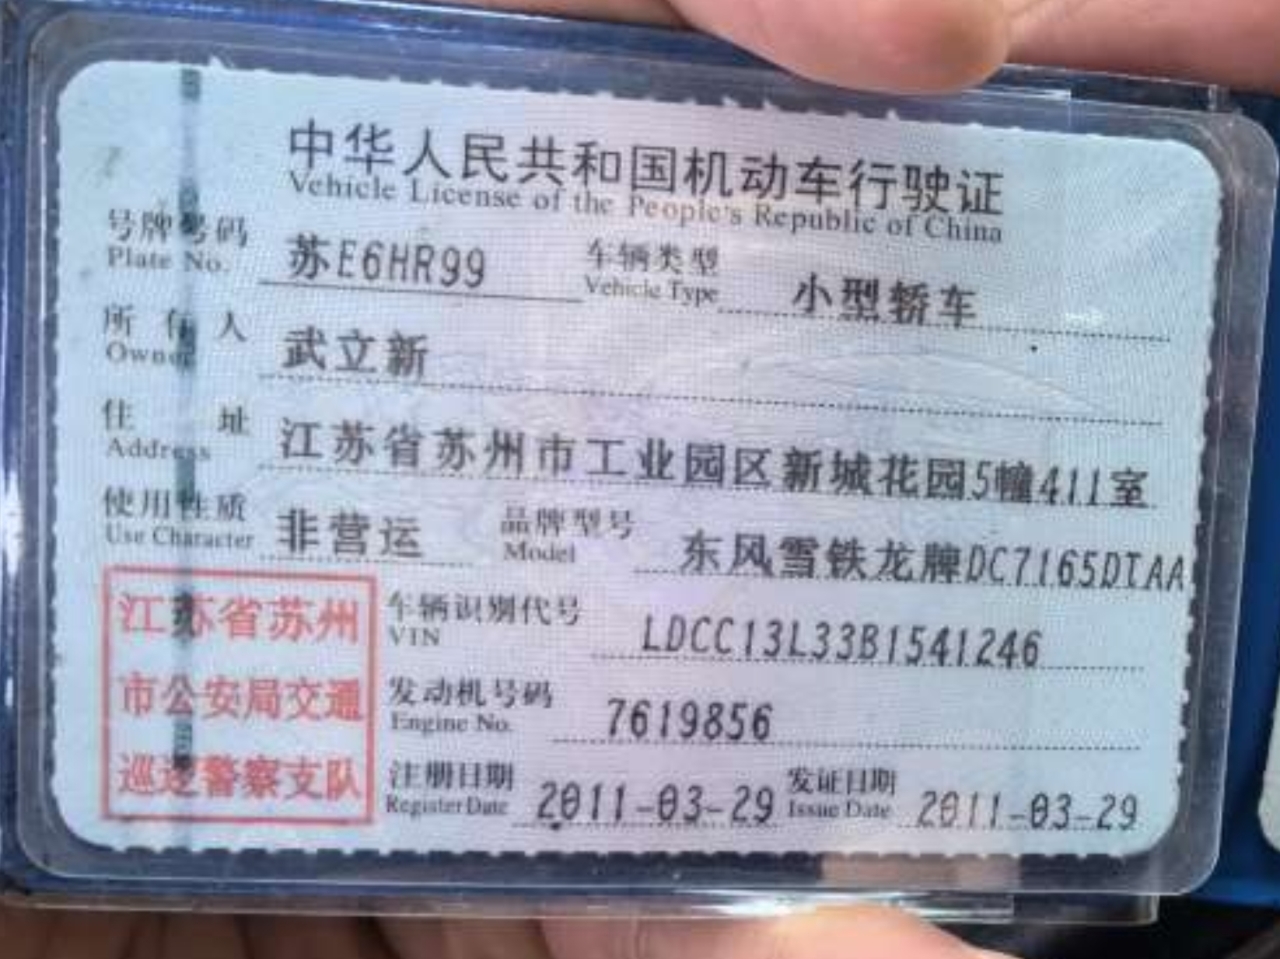 中华人民共和国机动车行驶证
Vehicle License of the People's Republic of China
号牌号码 苏E6HR99 车辆类型 小型轿车
Plate No. Vehicle Type
所有人 武立新
Owner
住址 江苏省苏州市工业园区新城花园5幢411室
Address
使用性质 非营运 品牌型号 东风雪铁龙牌DC7165DTAA
Use Character Model
江苏省苏州
市公安局交通
巡逻警察支队
车辆识别代号 LDCC13L33B1541246
VIN
发动机号码 7619856
Engine No.
注册日期 2011-03-29 发证日期 2011-03-29
Register Date Issue Date